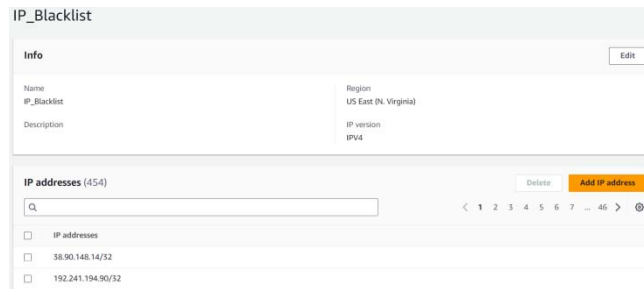 IP_Blacklist
Info
Edit
Name
Region
IP_Blacklist
US East (N. Virginia)
Description
IP version
IPV4
IP addresses (454)
Delete
Add IP address
< 1 2 3 4 5 6 7 ... 46 >
IP addresses
38.90.148.14/32
192.241.194.90/32